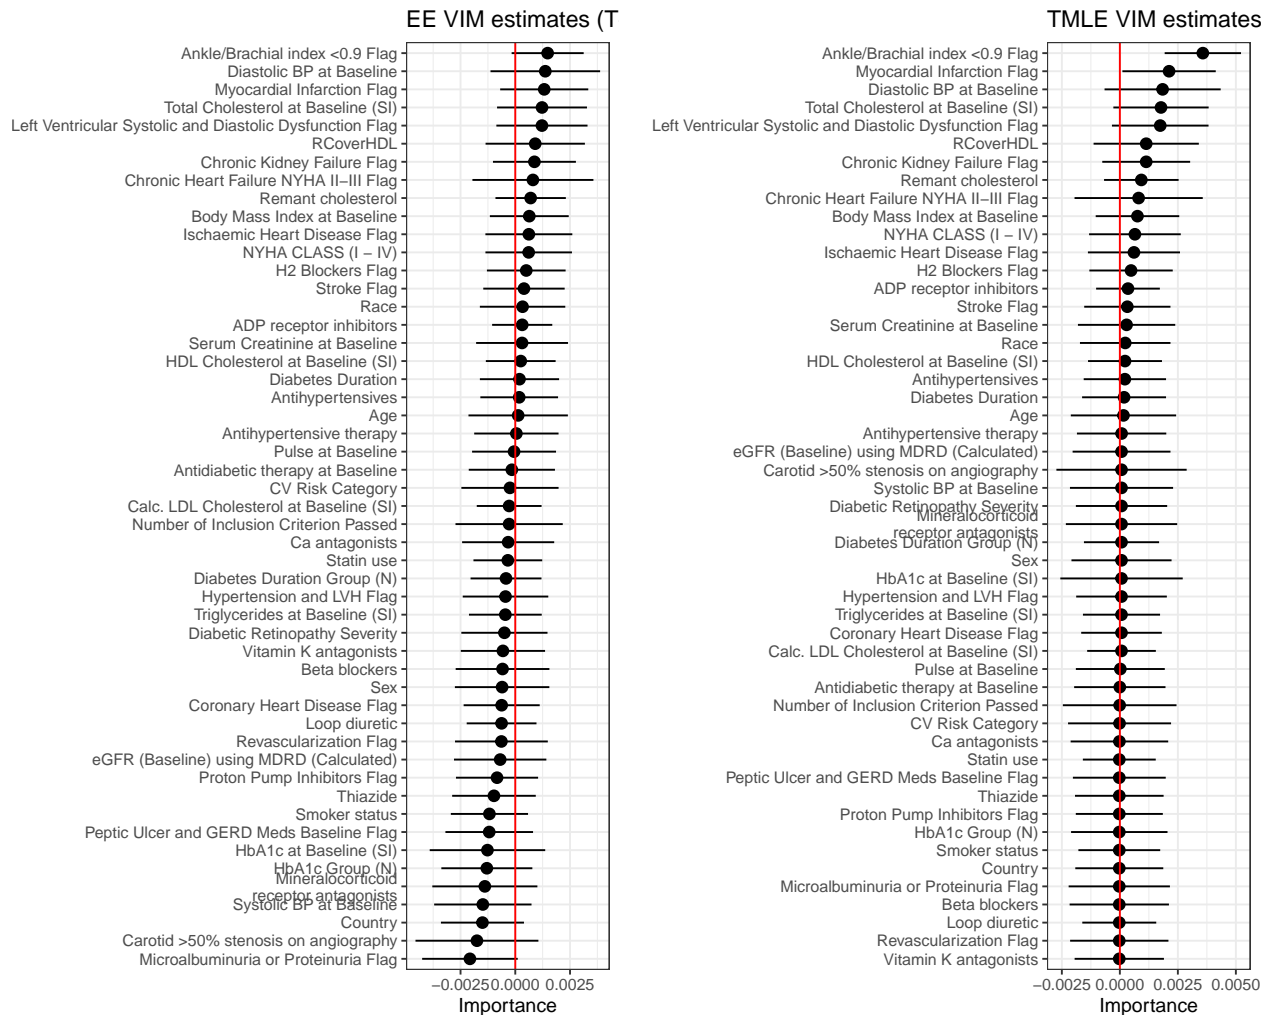 EE VIM estimates (T
Ankle/Brachial index <0.9 Flag
Diastolic BP at Baseline
Myocardial Infarction Flag
Total Cholesterol at Baseline (SI)
Left Ventricular Systolic and Diastolic Dysfunction Flag
RCoverHDL
Chronic Kidney Failure Flag
Chronic Heart Failure NYHA II−III Flag
Remant cholesterol
Body Mass Index at Baseline
Ischaemic Heart Disease Flag
NYHA CLASS (I − IV)
H2 Blockers Flag
Stroke Flag
Race
ADP receptor inhibitors
Serum Creatinine at Baseline
HDL Cholesterol at Baseline (SI)
Diabetes Duration
Antihypertensives
Age
Antihypertensive therapy
Pulse at Baseline
Antidiabetic therapy at Baseline
CV Risk Category
Calc. LDL Cholesterol at Baseline (SI)
Number of Inclusion Criterion Passed
Ca antagonists
Statin use
Diabetes Duration Group (N)
Hypertension and LVH Flag
Triglycerides at Baseline (SI)
Diabetic Retinopathy Severity
Vitamin K antagonists
Beta blockers
Sex
Coronary Heart Disease Flag
Loop diuretic
Revascularization Flag
eGFR (Baseline) using MDRD (Calculated)
Proton Pump Inhibitors Flag
Thiazide
Smoker status
Peptic Ulcer and GERD Meds Baseline Flag
HbA1c at Baseline (SI)
HbA1c Group (N)
Mineralocorticoid
receptor antagonists
Systolic BP at Baseline
Country
Carotid >50% stenosis on angiography
Microalbuminuria or Proteinuria Flag
−0.0025 0.0000 0.0025
Importance
TMLE VIM estimates
Ankle/Brachial index <0.9 Flag
Myocardial Infarction Flag
Diastolic BP at Baseline
Total Cholesterol at Baseline (SI)
Left Ventricular Systolic and Diastolic Dysfunction Flag
RCoverHDL
Chronic Kidney Failure Flag
Remant cholesterol
Chronic Heart Failure NYHA II−III Flag
Body Mass Index at Baseline
NYHA CLASS (I − IV)
Ischaemic Heart Disease Flag
H2 Blockers Flag
ADP receptor inhibitors
Stroke Flag
Serum Creatinine at Baseline
Race
HDL Cholesterol at Baseline (SI)
Antihypertensives
Diabetes Duration
Age
Antihypertensive therapy
eGFR (Baseline) using MDRD (Calculated)
Carotid >50% stenosis on angiography
Systolic BP at Baseline
Diabetic Retinopathy Severity
Mineralocorticoid
receptor antagonists
Diabetes Duration Group (N)
Sex
HbA1c at Baseline (SI)
Hypertension and LVH Flag
Triglycerides at Baseline (SI)
Coronary Heart Disease Flag
Calc. LDL Cholesterol at Baseline (SI)
Pulse at Baseline
Antidiabetic therapy at Baseline
Number of Inclusion Criterion Passed
CV Risk Category
Ca antagonists
Statin use
Peptic Ulcer and GERD Meds Baseline Flag
Thiazide
Proton Pump Inhibitors Flag
HbA1c Group (N)
Smoker status
Country
Microalbuminuria or Proteinuria Flag
Beta blockers
Loop diuretic
Revascularization Flag
Vitamin K antagonists
−0.0025 0.0000 0.0025 0.0050
Importance